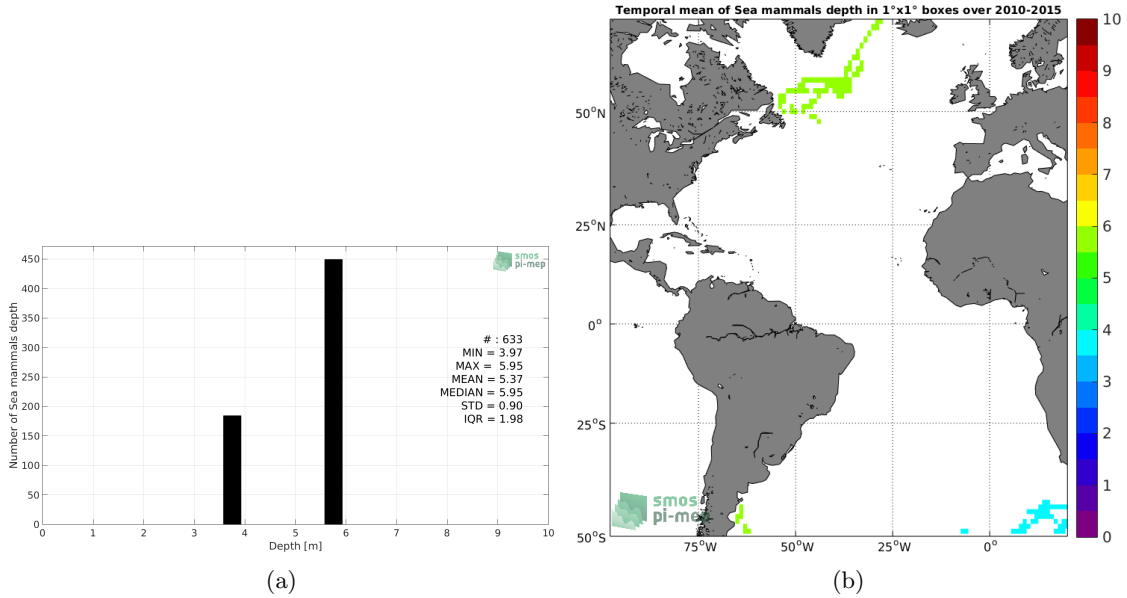 Number of Sea mammals depth
450
400
350
300
250
200
150
100
50
0
smos
pi-mep
# : 633
MIN = 3.97
MAX = 5.95
MEAN = 5.37
MEDIAN = 5.95
STD = 0.90
IQR = 1.98
0 1 2 3 4 5 6 7 8 9 10
Depth [m]
(a)
Temporal mean of Sea mammals depth in 1°x1° boxes over 2010-2015
50°N
25°N
0°
25°S
50°S
smos
pi-mep
75°W 50°W 25°W 0°
10
9
8
7
6
5
4
3
2
1
0
(b)